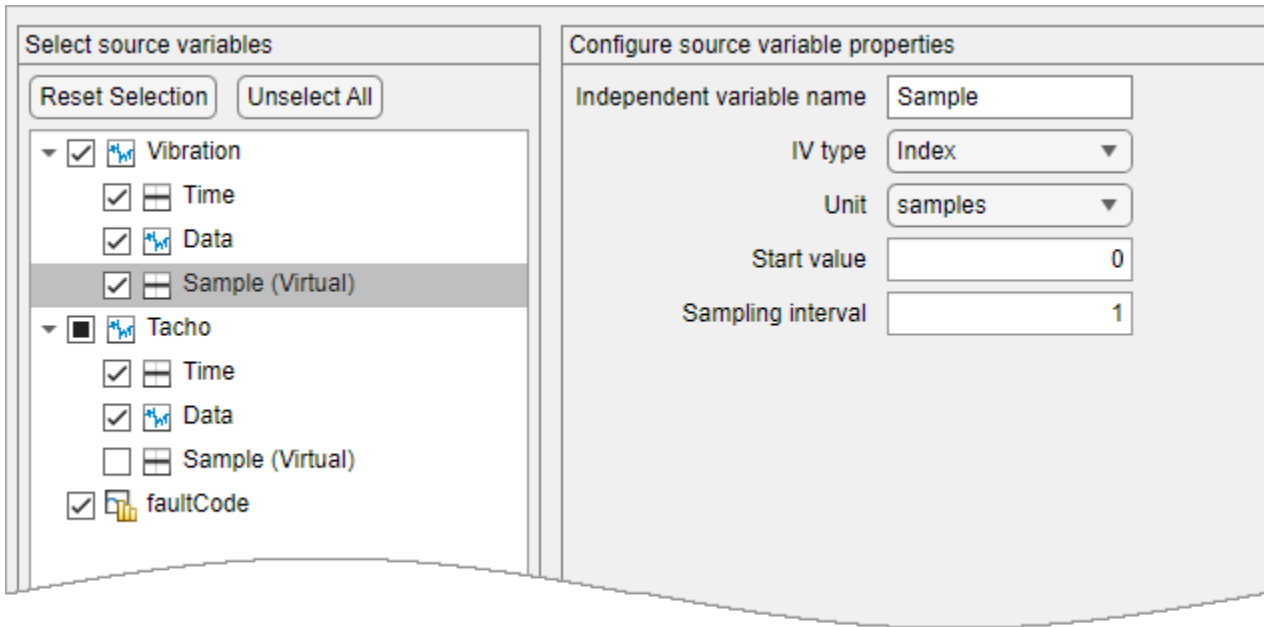 Select source variables
Reset Selection Unselect All
Vibration
Time
Data
Sample (Virtual)
Tacho
Time
Data
Sample (Virtual)
faultCode
Configure source variable properties
Independent variable name Sample
IV type Index
Unit samples
Start value 0
Sampling interval 1